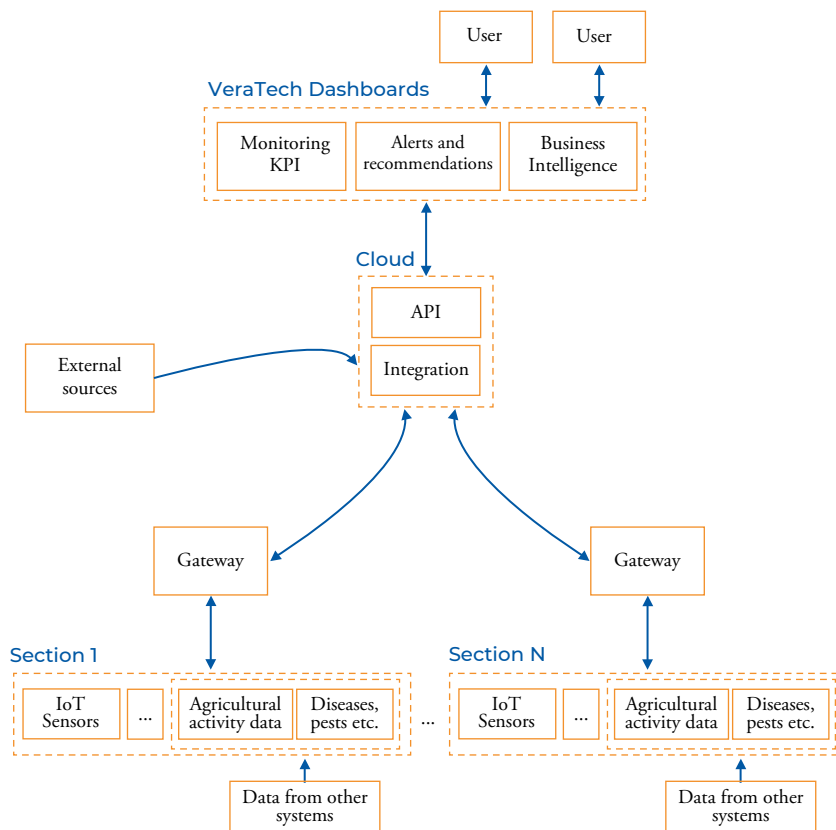 User
User
VeraTech Dashboards
Monitoring
KPI
Alerts and
recommendations
Business
Intelligence
Cloud
API
Integration
External
sources
Gateway
Gateway
Section 1
IoT
Sensors
...
Agricultural
activity data
Diseases,
pests etc.
...
Section N
IoT
Sensors
...
Agricultural
activity data
Diseases,
pests etc.
Data from other
systems
Data from other
systems